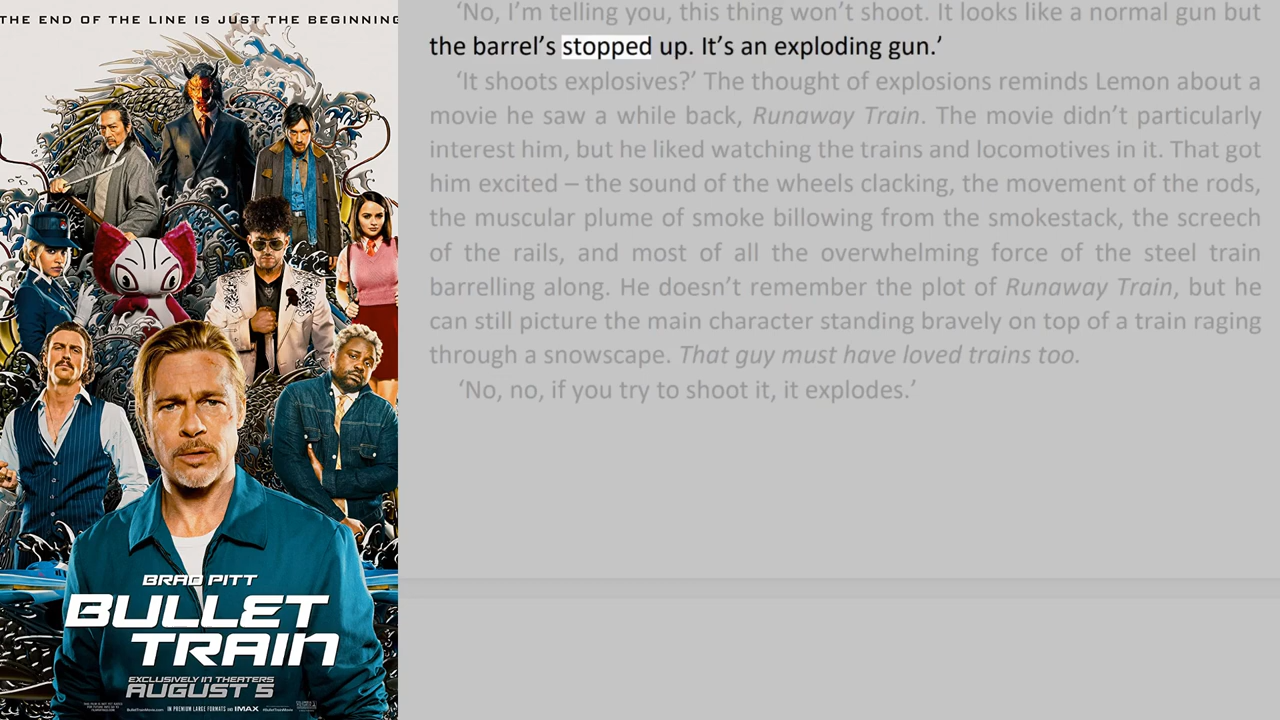 THE END OF THE LINE IS JUST THE BEGINNING
BRAD PITT
BULLET
TRAIN
EXCLUSIVELY IN THEATERS
AUGUST 5
BulletTrainMovie.com
IN PREMIUM LARGE FORMATS AND IMAX
#BulletTrainMovie
‘No, I’m telling you, this thing won’t shoot. It looks like a normal gun but
the barrel’s stopped up. It’s an exploding gun.’
‘It shoots explosives?’ The thought of explosions reminds Lemon about a
movie he saw a while back, Runaway Train. The movie didn’t particularly
interest him, but he liked watching the trains and locomotives in it. That got
him excited – the sound of the wheels clacking, the movement of the rods,
the muscular plume of smoke billowing from the smokestack, the screech
of the rails, and most of all the overwhelming force of the steel train
barrelling along. He doesn’t remember the plot of Runaway Train, but he
can still picture the main character standing bravely on top of a train raging
through a snowscape. That guy must have loved trains too.
‘No, no, if you try to shoot it, it explodes.’